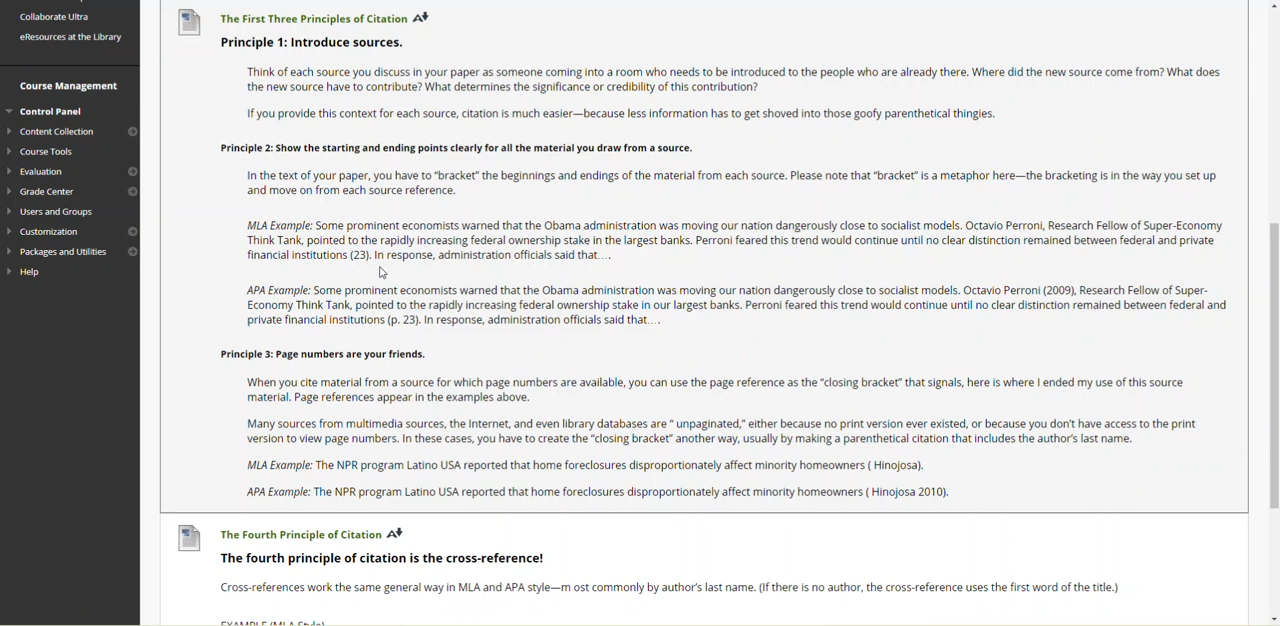 Collaborate Ultra
eResources at the Library
Course Management
Control Panel
Content Collection
Course Tools
Evaluation
Grade Center
Users and Groups
Customization
Packages and Utilities
Help
The First Three Principles of Citation
Principle 1: Introduce sources.
Think of each source you discuss in your paper as someone coming into a room who needs to be introduced to the people who are already there. Where did the new source come from? What does
the new source have to contribute? What determines the significance or credibility of this contribution?
If you provide this context for each source, citation is much easier—because less information has to get shoved into those goofy parenthetical thingies.
Principle 2: Show the starting and ending points clearly for all the material you draw from a source.
In the text of your paper, you have to “bracket” the beginnings and endings of the material from each source. Please note that “bracket” is a metaphor here—the bracketing is in the way you set up
and move on from each source reference.
MLA Example: Some prominent economists warned that the Obama administration was moving our nation dangerously close to socialist models. Octavio Perroni, Research Fellow of Super-Economy
Think Tank, pointed to the rapidly increasing federal ownership stake in the largest banks. Perroni feared this trend would continue until no clear distinction remained between federal and private
financial institutions (23). In response, administration officials said that….
APA Example: Some prominent economists warned that the Obama administration was moving our nation dangerously close to socialist models. Octavio Perroni (2009), Research Fellow of Super-
Economy Think Tank, pointed to the rapidly increasing federal ownership stake in our largest banks. Perroni feared this trend would continue until no clear distinction remained between federal and
private financial institutions (p. 23). In response, administration officials said that….
Principle 3: Page numbers are your friends.
When you cite material from a source for which page numbers are available, you can use the page reference as the “closing bracket” that signals, here is where I ended my use of this source
material. Page references appear in the examples above.
Many sources from multimedia sources, the Internet, and even library databases are “ unpaginated,” either because no print version ever existed, or because you don’t have access to the print
version to view page numbers. In these cases, you have to create the “closing bracket” another way, usually by making a parenthetical citation that includes the author’s last name.
MLA Example: The NPR program Latino USA reported that home foreclosures disproportionately affect minority homeowners ( Hinojosa).
APA Example: The NPR program Latino USA reported that home foreclosures disproportionately affect minority homeowners ( Hinojosa 2010).
The Fourth Principle of Citation
The fourth principle of citation is the cross-reference!
Cross-references work the same general way in MLA and APA style—m ost commonly by author’s last name. (If there is no author, the cross-reference uses the first word of the title.)
EXAMPLE (MLA Style)